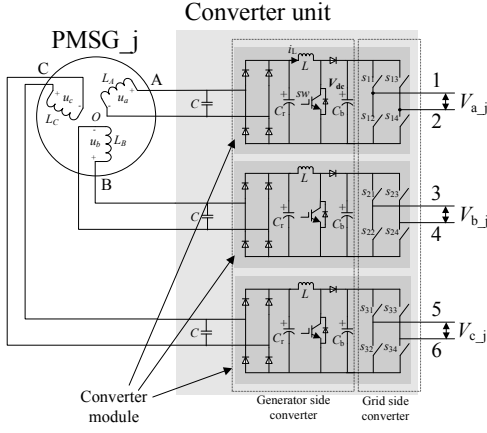 Converter unit
PMSG_j
C
A
B
L_A
u_a
u_c
L_C
O
u_b
L_B
- 
+
C
i_L
L
sw
V_dc
C_r
+
C_b
+
s_11
s_13
s_12
s_14
1
2
V_a_j
C
L
C_r
+
C_b
+
s_21
s_23
s_22
s_24
3
4
V_b_j
C
L
C_r
+
C_b
+
s_31
s_33
s_32
s_34
5
6
V_c_j
Converter
module
Generator side
converter
Grid side
converter